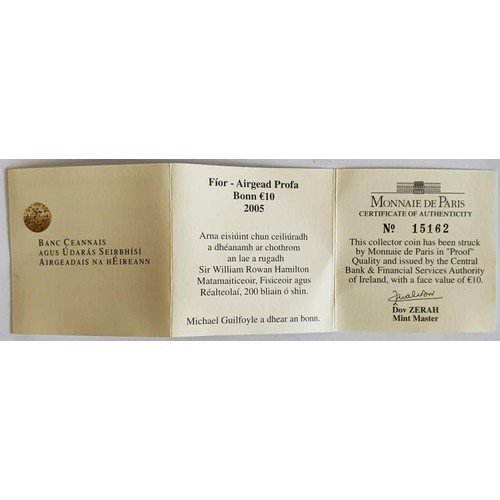 BANC CEANNAIS
AGUS ÚDARÁS SEIRBHÍSÍ
AIRGEADAIS NA HÉIREANN
Fíor - Airgead Profa
Bonn €10
2005
Arna eisiúint chun ceiliúradh
a dhéanamh ar chothrom
an lae a rugadh
Sir William Rowan Hamilton
Matamaiticeoir, Fisiceoir agus
Réalteolaí, 200 bliain ó shin.
Michael Guilfoyle a dhear an bonn.
MONNAIE DE PARIS
CERTIFICATE OF AUTHENTICITY
Nº 15162
This collector coin has been struck
by Monnaie de Paris in "Proof"
Quality and issued by the Central
Bank & Financial Services Authority
of Ireland, with a face value of €10.
Dov ZERAH
Mint Master